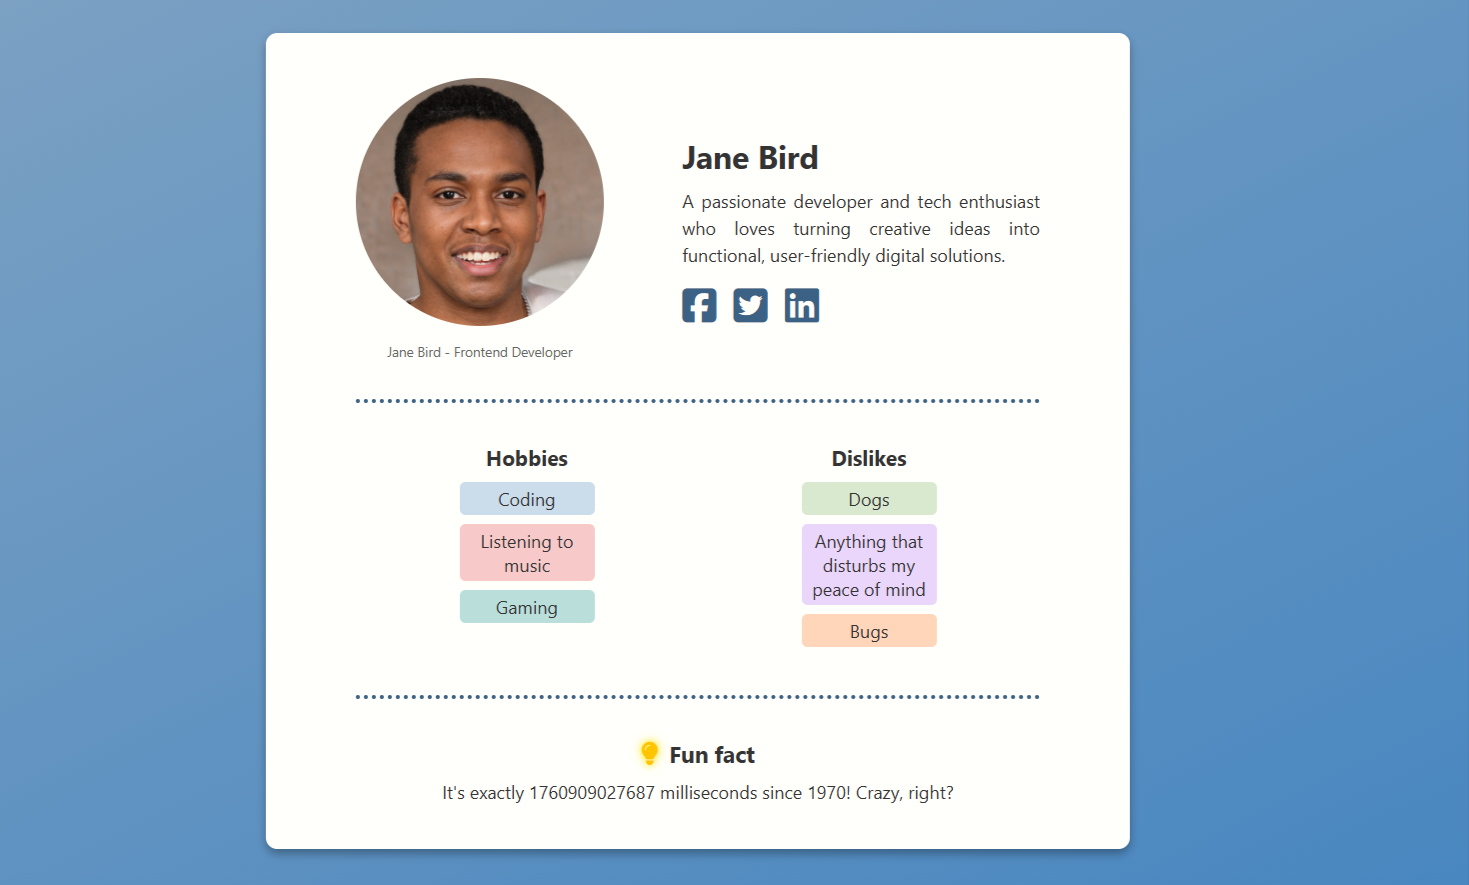 Jane Bird
A passionate developer and tech enthusiast
who loves turning creative ideas into
functional, user-friendly digital solutions.
Jane Bird - Frontend Developer
Hobbies
Coding
Listening to
music
Gaming
Dislikes
Dogs
Anything that
disturbs my
peace of mind
Bugs
Fun fact
It's exactly 1760909027687 milliseconds since 1970! Crazy, right?